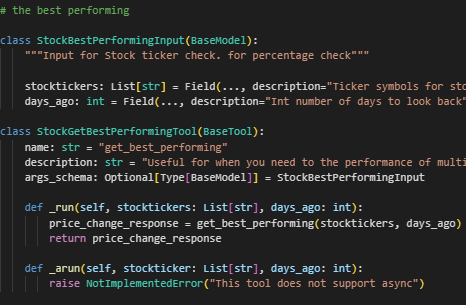 # the best performing
class StockBestPerformingInput(BaseModel):
"""Input for Stock ticker check. for percentage check"""
stocktickers: List[str] = Field(..., description="Ticker symbols for
days_ago: int = Field(..., description="Int number of days to look back"
class StockGetBestPerformingTool(BaseTool):
name: str = "get_best_performing"
description: str = "Useful for when you need to the performance of
args_schema: Optional[Type[BaseModel]] = StockBestPerformingInput
def _run(self, stocktickers: List[str], days_ago: int):
price_change_response = get_best_performing(stocktickers, days_ago)
return price_change_response
def _arun(self, stockticker: List[str], days_ago: int):
raise NotImplementedError("This tool does not support async")